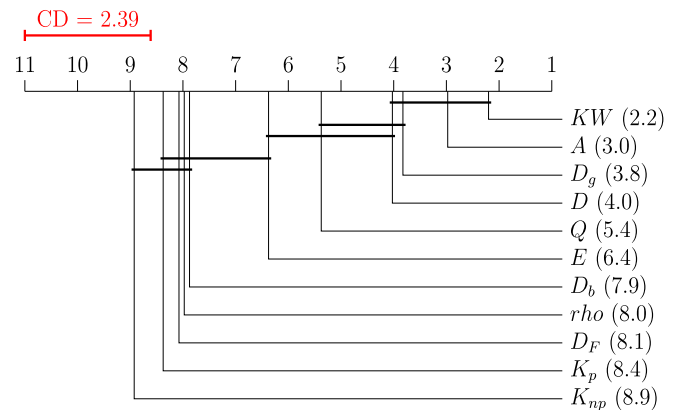 CD = 2.39
11 10 9 8 7 6 5 4 3 2 1
KW (2.2)
A (3.0)
D_g (3.8)
D (4.0)
Q (5.4)
E (6.4)
D_b (7.9)
rho (8.0)
D_F (8.1)
K_p (8.4)
K_np (8.9)